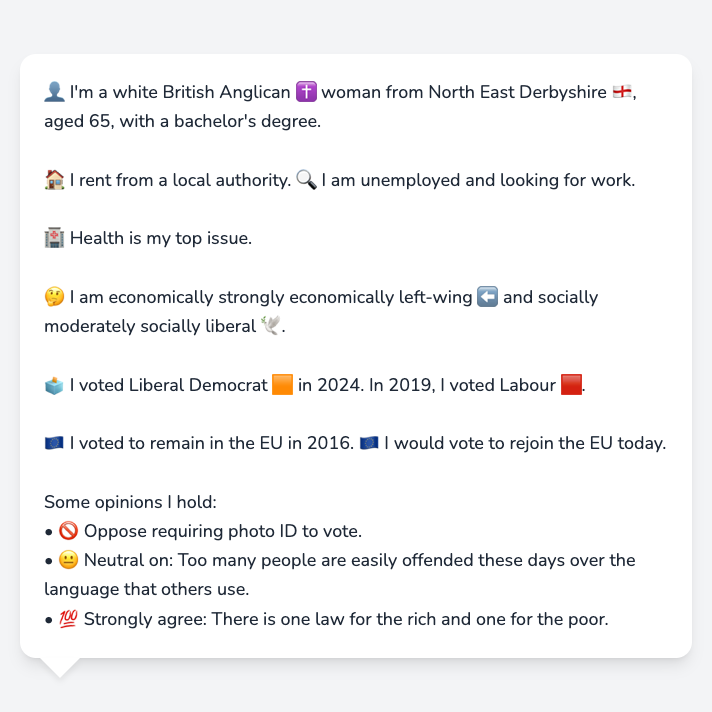 👤 I'm a white British Anglican ✝️ woman from North East Derbyshire 🏴󠁧󠁢󠁥󠁮󠁧󠁿,
aged 65, with a bachelor's degree.
🏠 I rent from a local authority. 🔍 I am unemployed and looking for work.
🏥 Health is my top issue.
🤔 I am economically strongly economically left-wing ⬅️ and socially
moderately socially liberal 🕊️.
🗳️ I voted Liberal Democrat 🟧 in 2024. In 2019, I voted Labour 🟥.
🇪🇺 I voted to remain in the EU in 2016. 🇪🇺 I would vote to rejoin the EU today.
Some opinions I hold:
• 🚫 Oppose requiring photo ID to vote.
• 😐 Neutral on: Too many people are easily offended these days over the
language that others use.
• 💯 Strongly agree: There is one law for the rich and one for the poor.